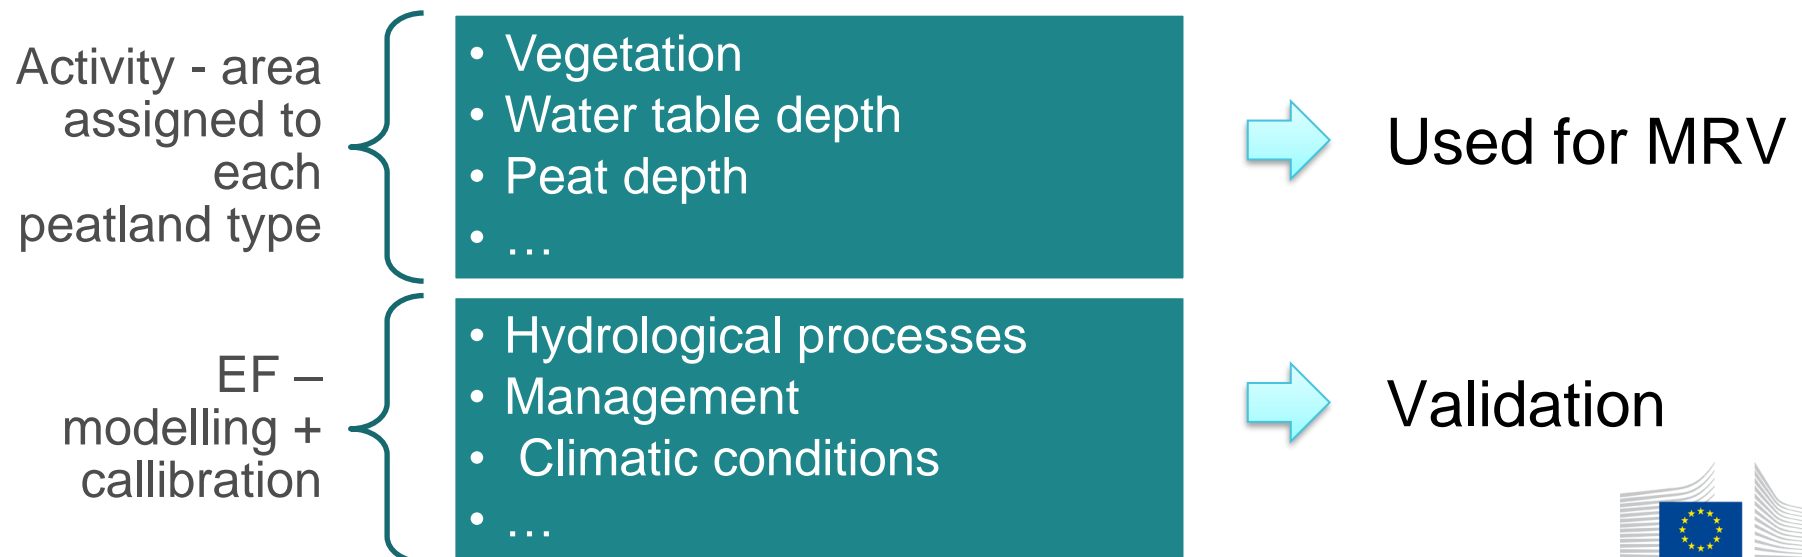 Activity - area
assigned to
each
peatland type
• Vegetation
• Water table depth
• Peat depth
• …
Used for MRV
EF –
modelling +
callibration
• Hydrological processes
• Management
• Climatic conditions
• …
Validation